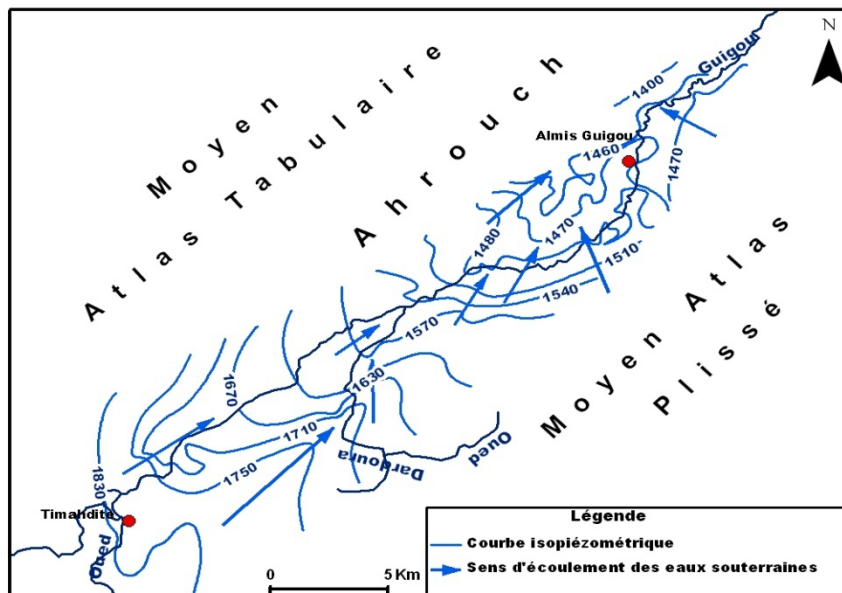 N
Moyen
Atlas Tabulaire
Ahrouch
Guigou
1400
Almis Guigou
1460
1470
1480
1470
1510
1540
1570
1630
1670
1710
1750
1830
Moyen Atlas
Plissé
Oued
Dardoura
Timahdite
Oued
Légende
Courbe isopiézométrique
Sens d'écoulement des eaux souterraines
0 5 Km